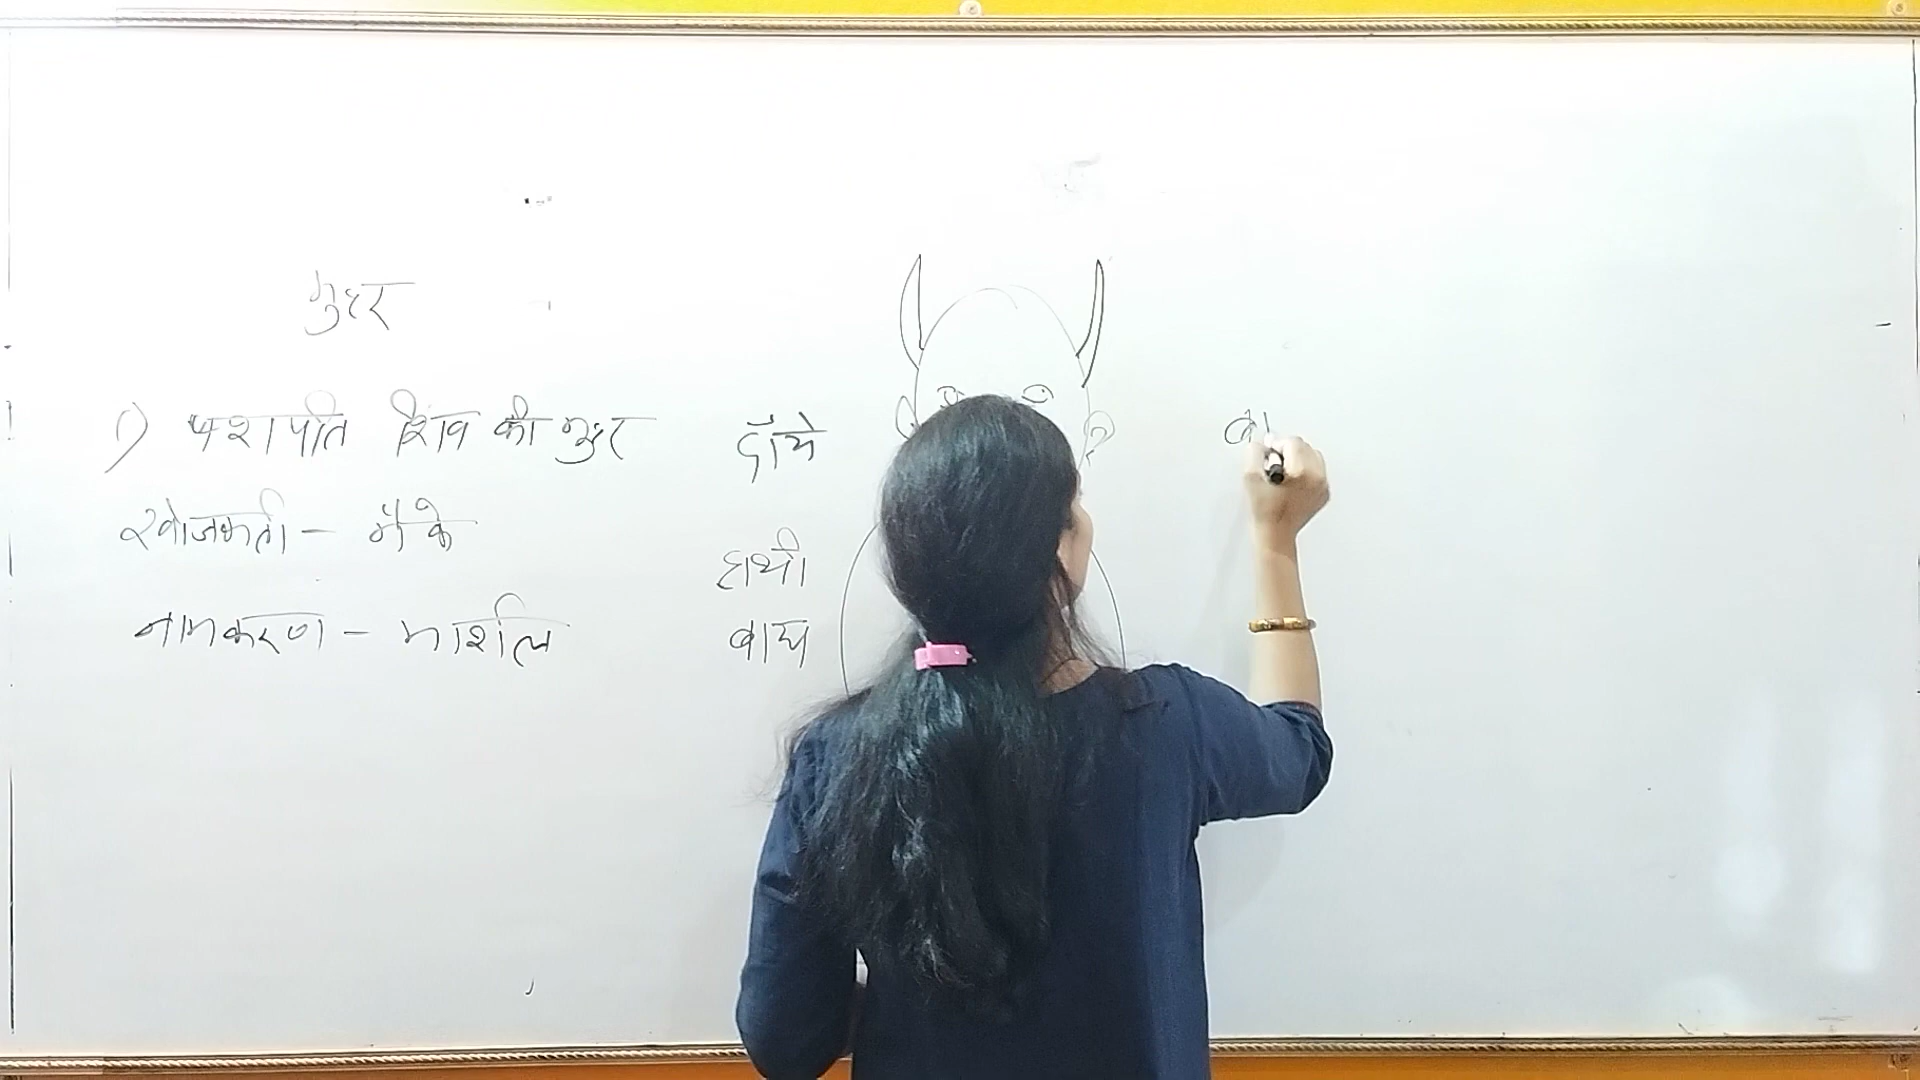 मुहर
1) पशुपति शिव की मुहर
खोजकर्ता - मैके
नामकरण - मार्शल
दाँये
हाथी
बाघ